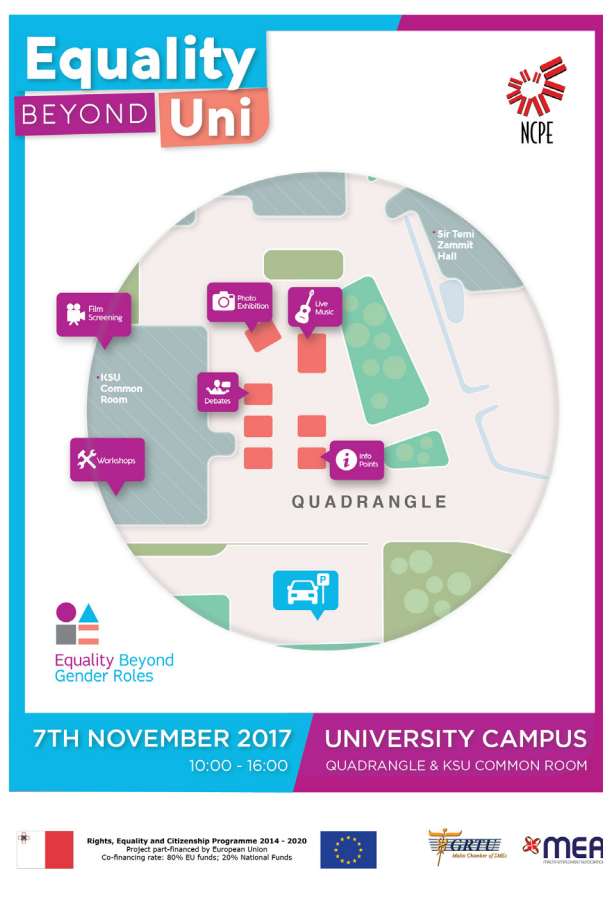 Equality
BEYOND Uni
NCPE
Sir Temi
Zammit
Hall
Film
Screening
Photo
Exhibition
Live
Music
KSU
Common
Room
Debates
Workshops
i Info
Points
QUADRANGLE
P
Equality Beyond
Gender Roles
7TH NOVEMBER 2017
10:00 - 16:00
UNIVERSITY CAMPUS
QUADRANGLE & KSU COMMON ROOM
Rights, Equality and Citizenship Programme 2014 - 2020
Project part-financed by European Union
Co-financing rate: 80% EU funds; 20% National Funds
GRTU
Malta Chamber of SMEs
MEA